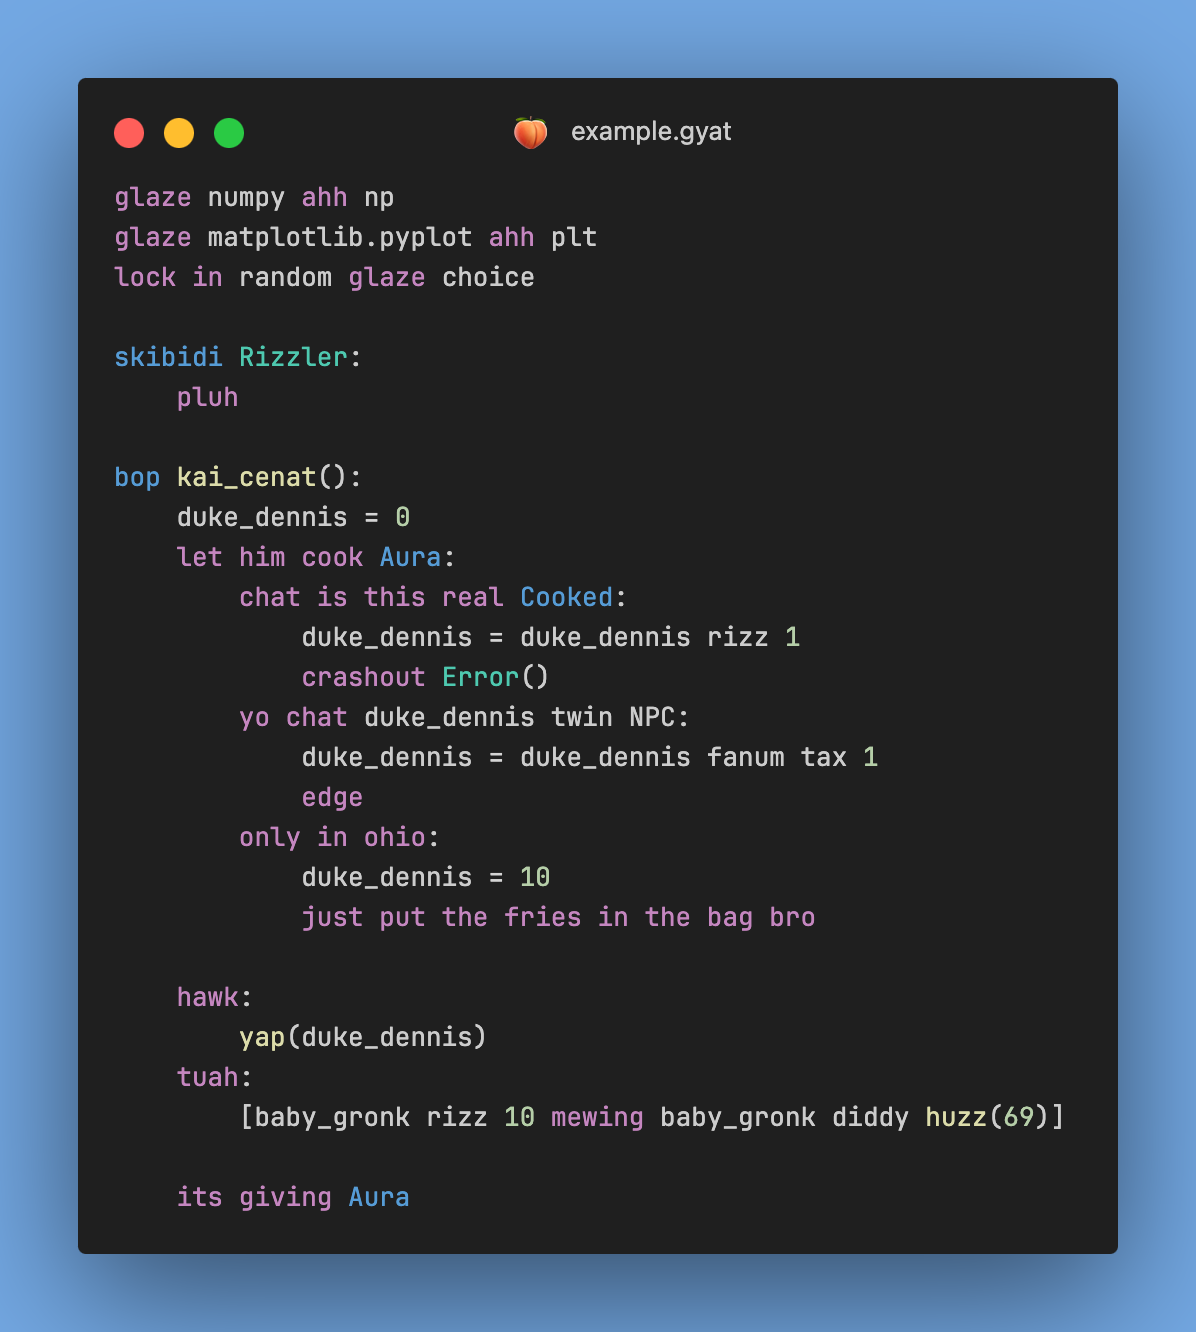 example.gyat
glaze numpy ahh np
glaze matplotlib.pyplot ahh plt
lock in random glaze choice

skibidi Rizzler:
    pluh

bop kai_cenat():
    duke_dennis = 0
    let him cook Aura:
        chat is this real Cooked:
            duke_dennis = duke_dennis rizz 1
            crashout Error()
        yo chat duke_dennis twin NPC:
            duke_dennis = duke_dennis fanum tax 1
            edge
        only in ohio:
            duke_dennis = 10
            just put the fries in the bag bro

    hawk:
        yap(duke_dennis)
    tuah:
        [baby_gronk rizz 10 mewing baby_gronk diddy huzz(69)]

    its giving Aura